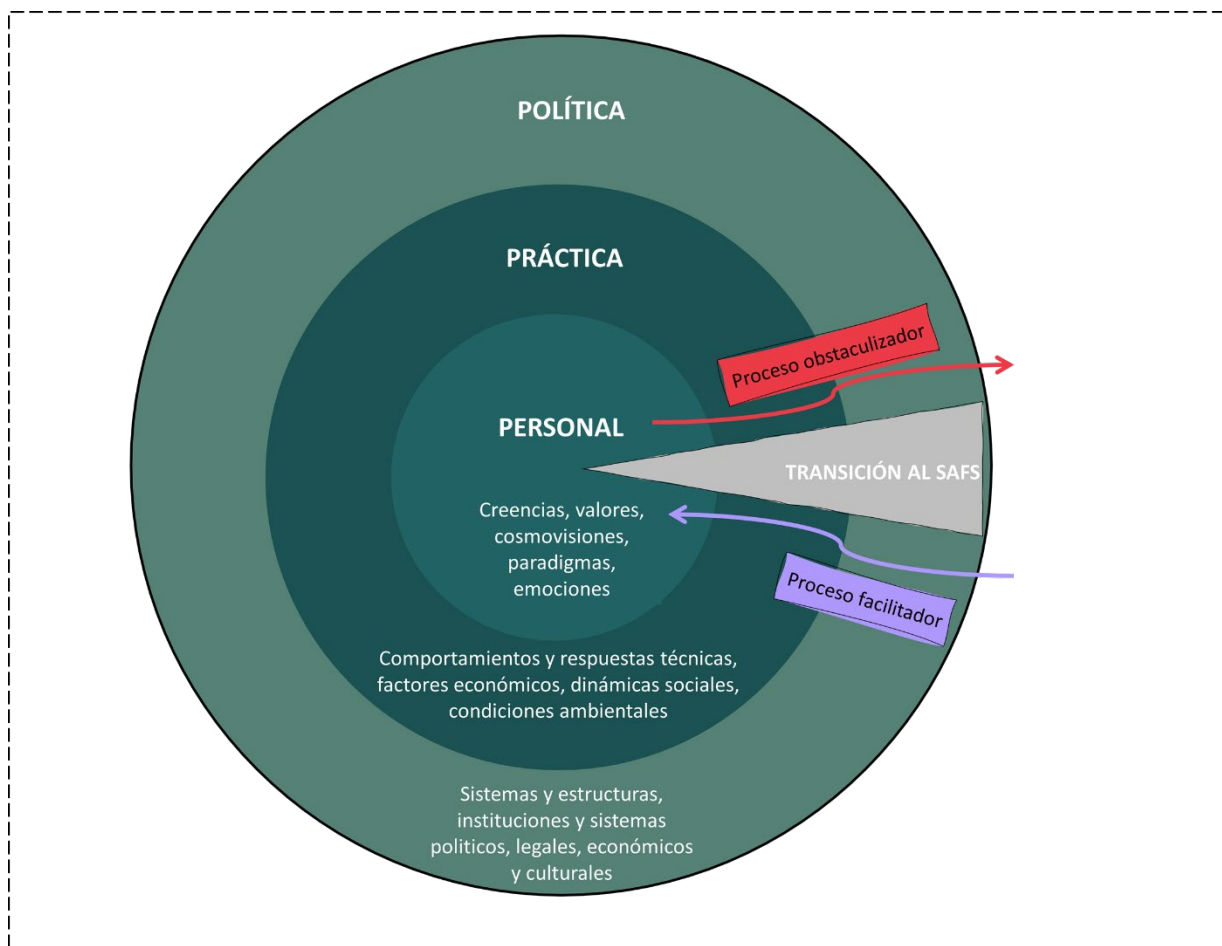 POLÍTICA
PRÁCTICA
Proceso obstaculizador
PERSONAL
TRANSICIÓN AL SAFS
Creencias, valores,
cosmovisiones,
paradigmas,
emociones
Proceso facilitador
Comportamientos y respuestas técnicas,
factores económicos, dinámicas sociales,
condiciones ambientales
Sistemas y estructuras,
instituciones y sistemas
politicos, legales, económicos
y culturales